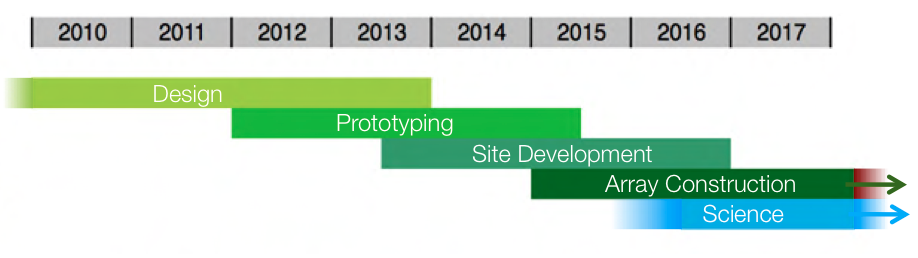 2010 2011 2012 2013 2014 2015 2016 2017
Design
Prototyping
Site Development
Array Construction
Science